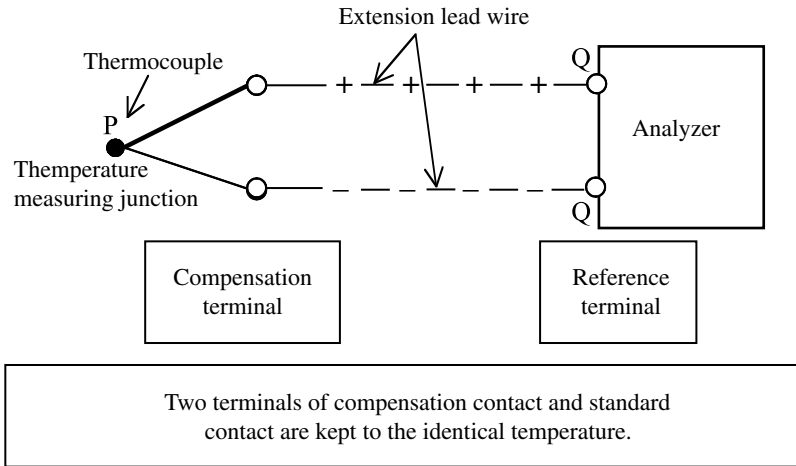 Extension lead wire
Thermocouple
Q
P
+ + + +
Analyzer
Themperature
measuring junction
Q
Compensation
terminal
Reference
terminal
Two terminals of compensation contact and standard
contact are kept to the identical temperature.